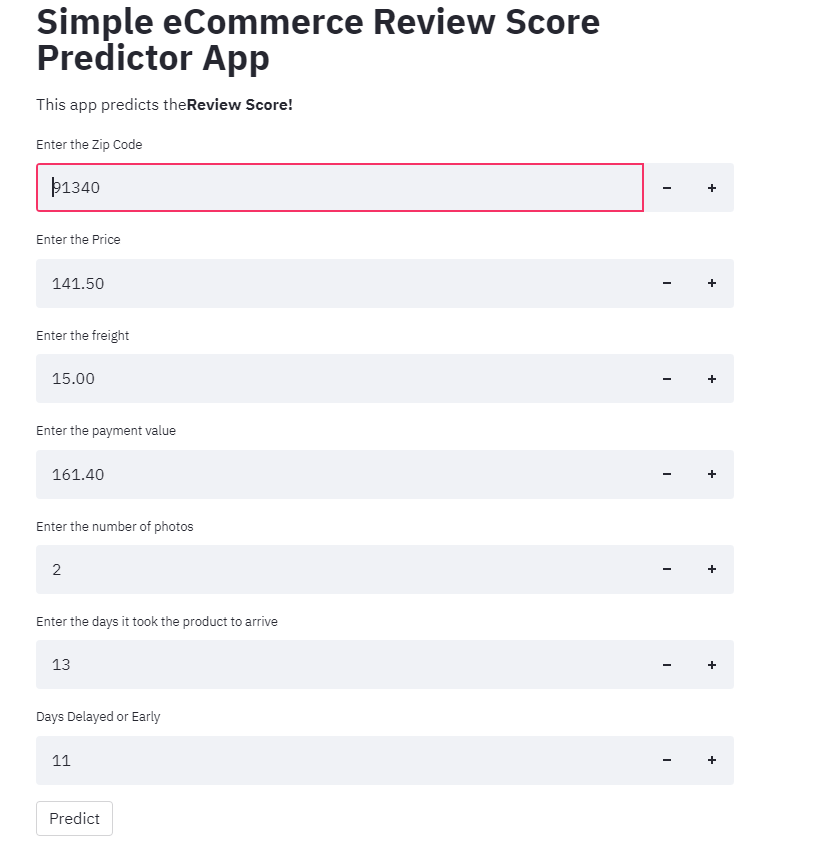 Simple eCommerce Review Score
Predictor App
This app predicts theReview Score!
Enter the Zip Code
91340
− +
Enter the Price
141.50
− +
Enter the freight
15.00
− +
Enter the payment value
161.40
− +
Enter the number of photos
2
− +
Enter the days it took the product to arrive
13
− +
Days Delayed or Early
11
− +
Predict